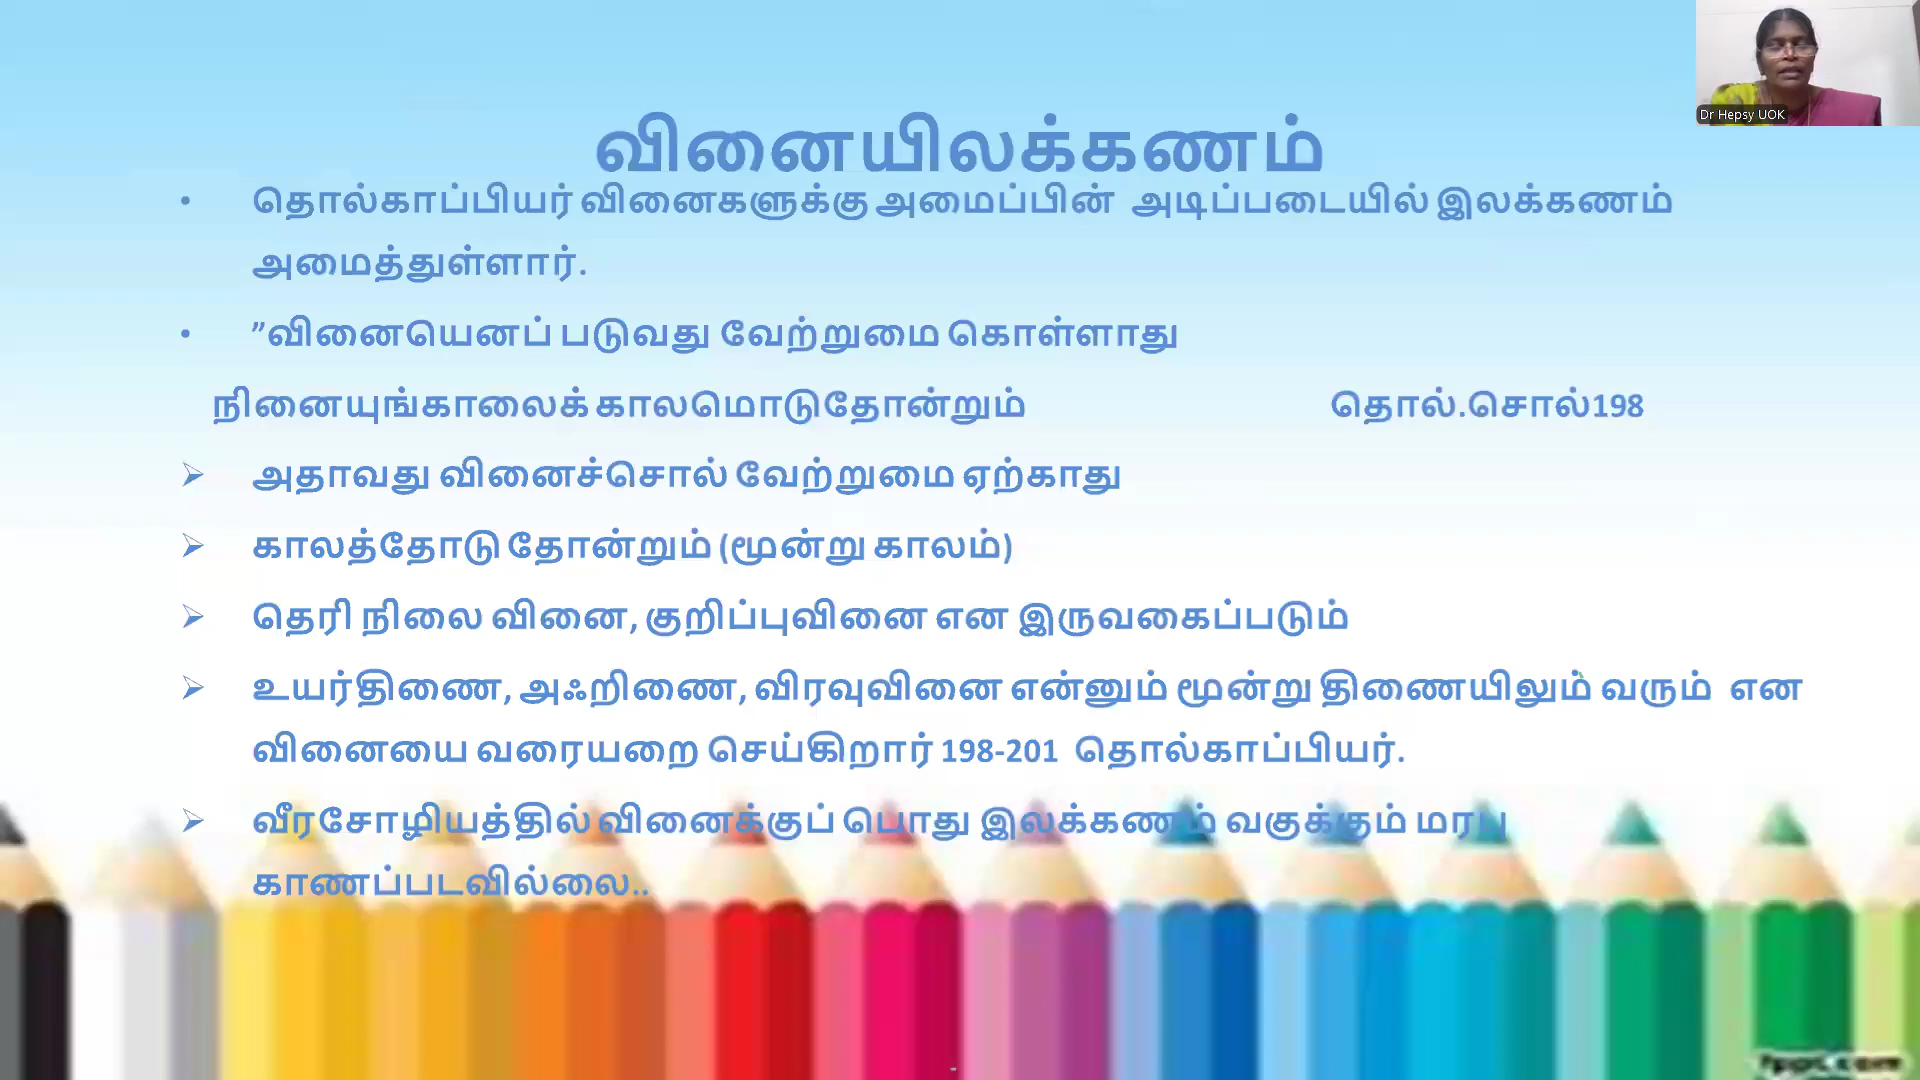 Dr Hepsy UOK
வினையிலக்கணம்
• தொல்காப்பியர் வினைகளுக்கு அமைப்பின் அடிப்படையில் இலக்கணம்
அமைத்துள்ளார்.
• ”வினையெனப் படுவது வேற்றுமை கொள்ளாது
நினையுங்காலைக் காலமொடுதோன்றும் தொல்.சொல்198
➢ அதாவது வினைச்சொல் வேற்றுமை ஏற்காது
➢ காலத்தோடு தோன்றும் (மூன்று காலம்)
➢ தெரி நிலை வினை, குறிப்புவினை என இருவகைப்படும்
➢ உயர்திணை, அஃறிணை, விரவுவினை என்னும் மூன்று திணையிலும் வரும் என
வினையை வரையறை செய்கிறார் 198-201 தொல்காப்பியர்.
➢ வீரசோழியத்தில் வினைக்குப் பொது இலக்கணம் வகுக்கும் மரபு
காணப்படவில்லை..